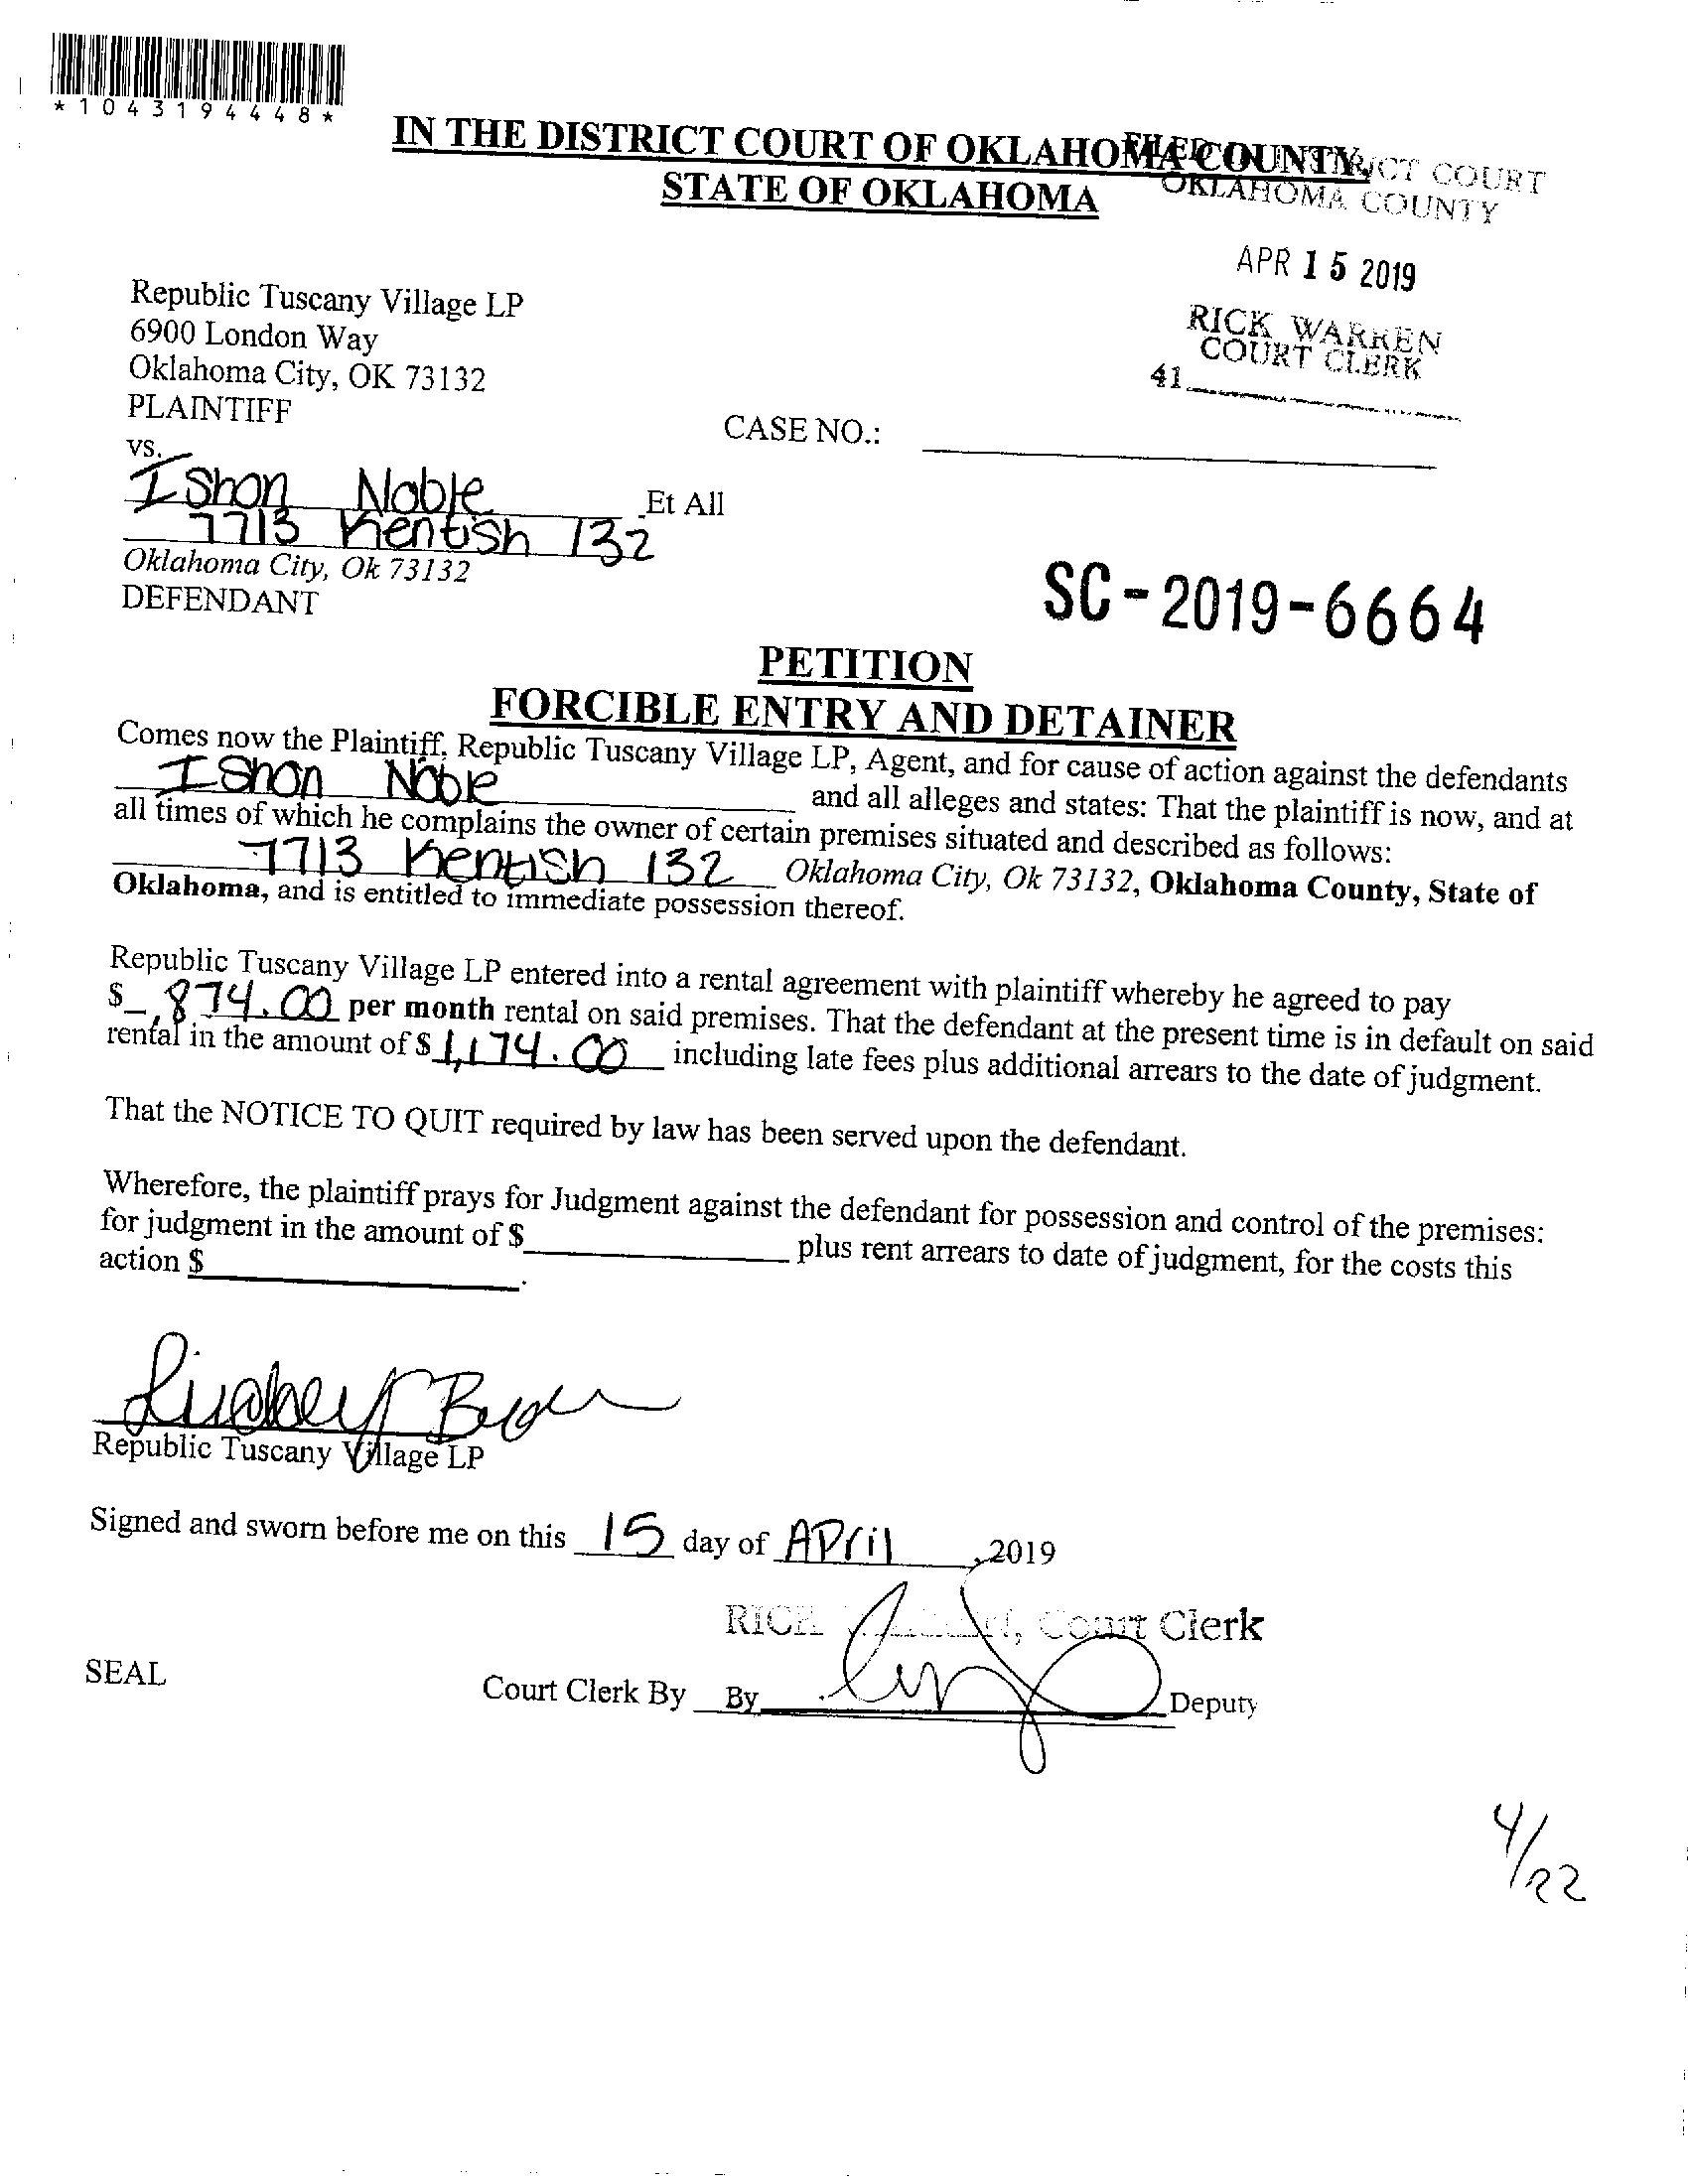 *1043194448*
IN THE DISTRICT COURT OF OKLAHOMA COUNTY,
STATE OF OKLAHOMA
FILED IN DISTRICT COURT
OKLAHOMA COUNTY
APR 15 2019
RICK WARREN
COURT CLERK
41
Republic Tuscany Village LP
6900 London Way
Oklahoma City, OK 73132
PLAINTIFF
CASE NO.:
vs.
Ishon Noble Et All
7713 Kentish 132
Oklahoma City, Ok 73132
DEFENDANT
SC-2019-6664
PETITION
FORCIBLE ENTRY AND DETAINER
Comes now the Plaintiff, Republic Tuscany Village LP, Agent, and for cause of action against the defendants
Ishon Noble and all alleges and states: That the plaintiff is now, and at
all times of which he complains the owner of certain premises situated and described as follows:
7713 Kentish 132 Oklahoma City, Ok 73132, Oklahoma County, State of
Oklahoma, and is entitled to immediate possession thereof.
Republic Tuscany Village LP entered into a rental agreement with plaintiff whereby he agreed to pay
$ 874.00 per month rental on said premises. That the defendant at the present time is in default on said
rental in the amount of $ 1,174.00 including late fees plus additional arrears to the date of judgment.
That the NOTICE TO QUIT required by law has been served upon the defendant.
Wherefore, the plaintiff prays for Judgment against the defendant for possession and control of the premises:
for judgment in the amount of $ plus rent arrears to date of judgment, for the costs this
action $ .
Republic Tuscany Village LP
Signed and sworn before me on this 15 day of April, 2019
RICK Court Clerk
SEAL
Court Clerk By By Deputy
4/22